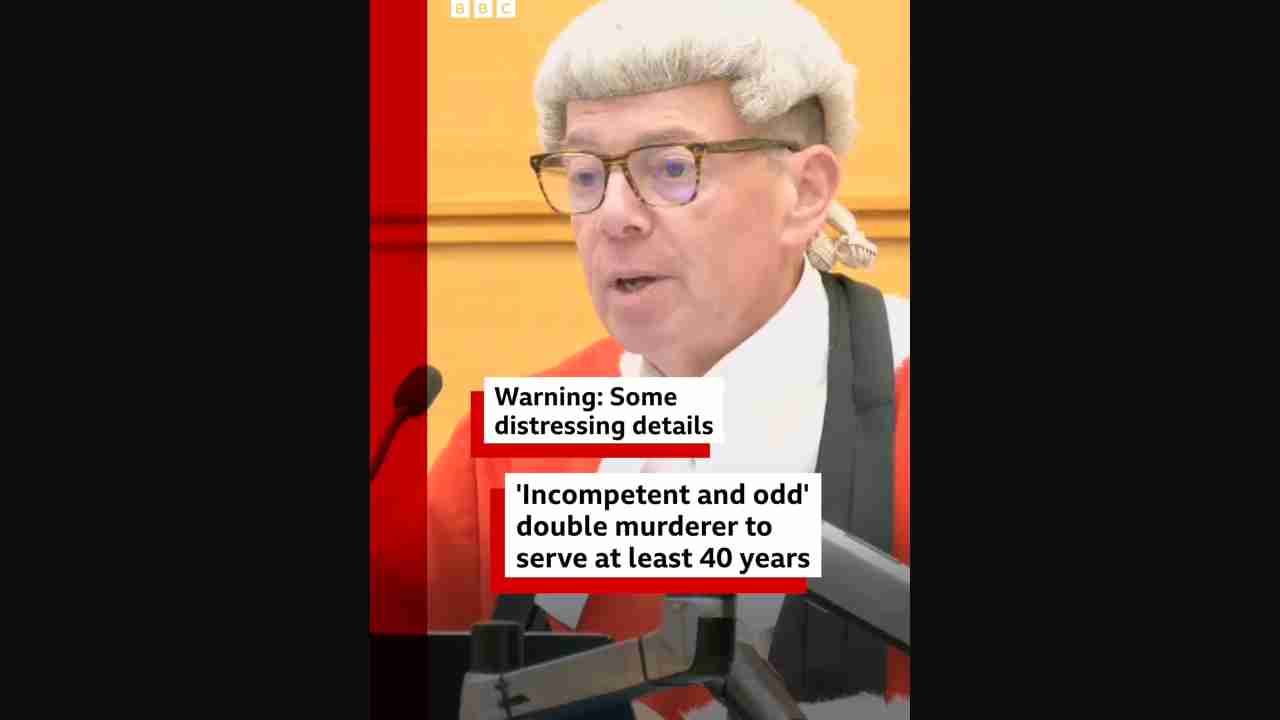 BBC
Warning: Some
distressing details
'Incompetent and odd'
double murderer to
serve at least 40 years